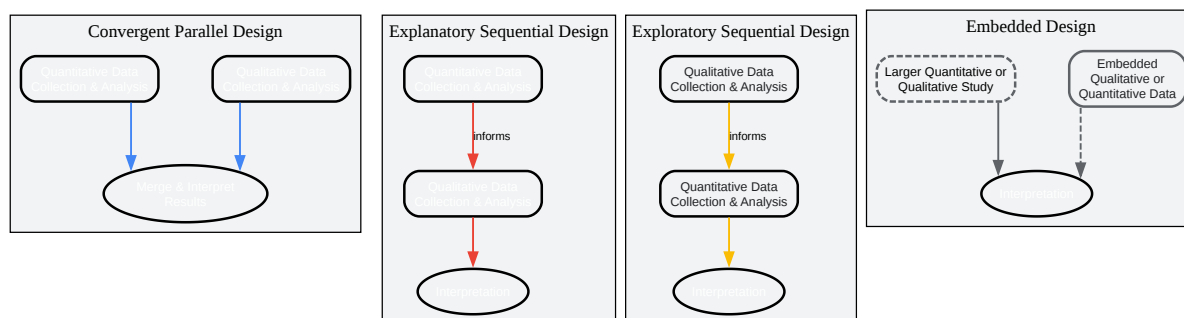 Convergent Parallel Design
Quantitative Data
Collection & Analysis
Qualitative Data
Collection & Analysis
Merge & Interpret
Results
Explanatory Sequential Design
Quantitative Data
Collection & Analysis
informs
Qualitative Data
Collection & Analysis
Interpretation
Exploratory Sequential Design
Qualitative Data
Collection & Analysis
informs
Quantitative Data
Collection & Analysis
Interpretation
Embedded Design
Larger Quantitative or
Qualitative Study
Embedded
Qualitative or
Quantitative Data
Interpretation